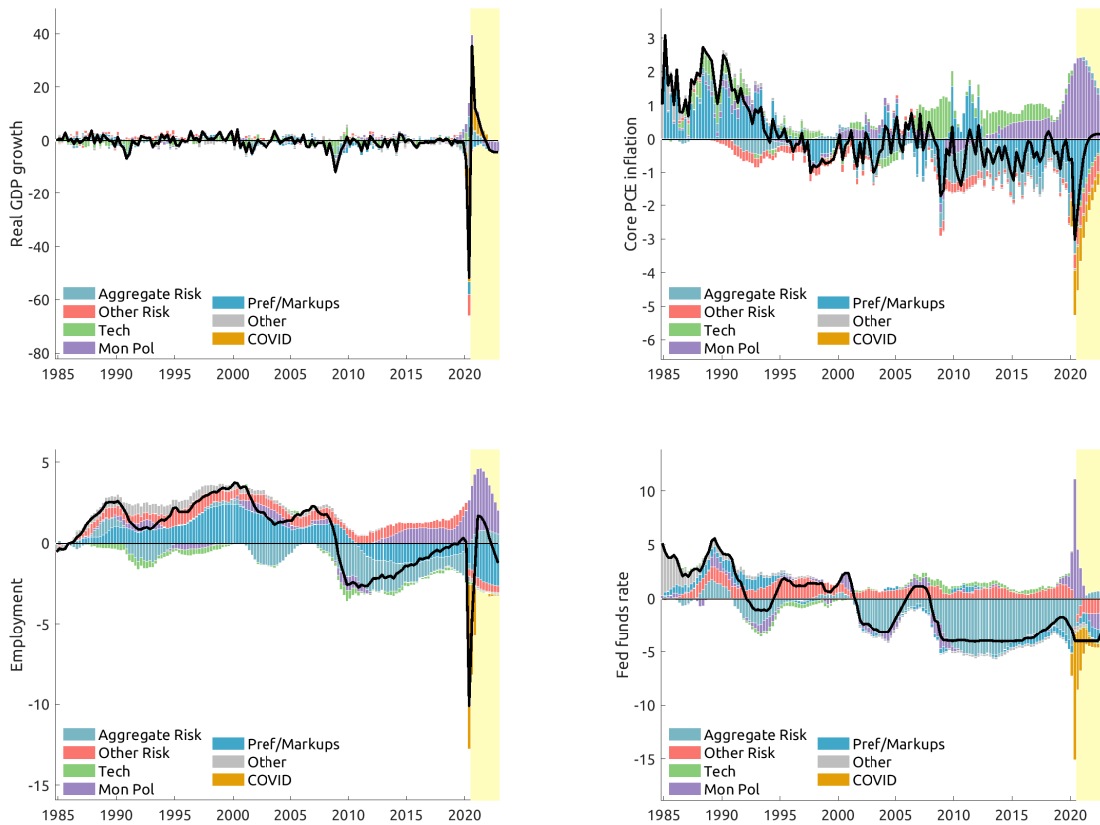 Real GDP growth
40
20
0
-20
-40
-60
-80
Aggregate Risk
Other Risk
Tech
Mon Pol
Pref/Markups
Other
COVID
1985 1990 1995 2000 2005 2010 2015 2020
Core PCE inflation
3
2
1
0
-1
-2
-3
-4
-5
-6
Aggregate Risk
Other Risk
Tech
Mon Pol
Pref/Markups
Other
COVID
1985 1990 1995 2000 2005 2010 2015 2020
Employment
5
0
-5
-10
-15
Aggregate Risk
Other Risk
Tech
Mon Pol
Pref/Markups
Other
COVID
1985 1990 1995 2000 2005 2010 2015 2020
Fed funds rate
10
5
0
-5
-10
-15
Aggregate Risk
Other Risk
Tech
Mon Pol
Pref/Markups
Other
COVID
1985 1990 1995 2000 2005 2010 2015 2020